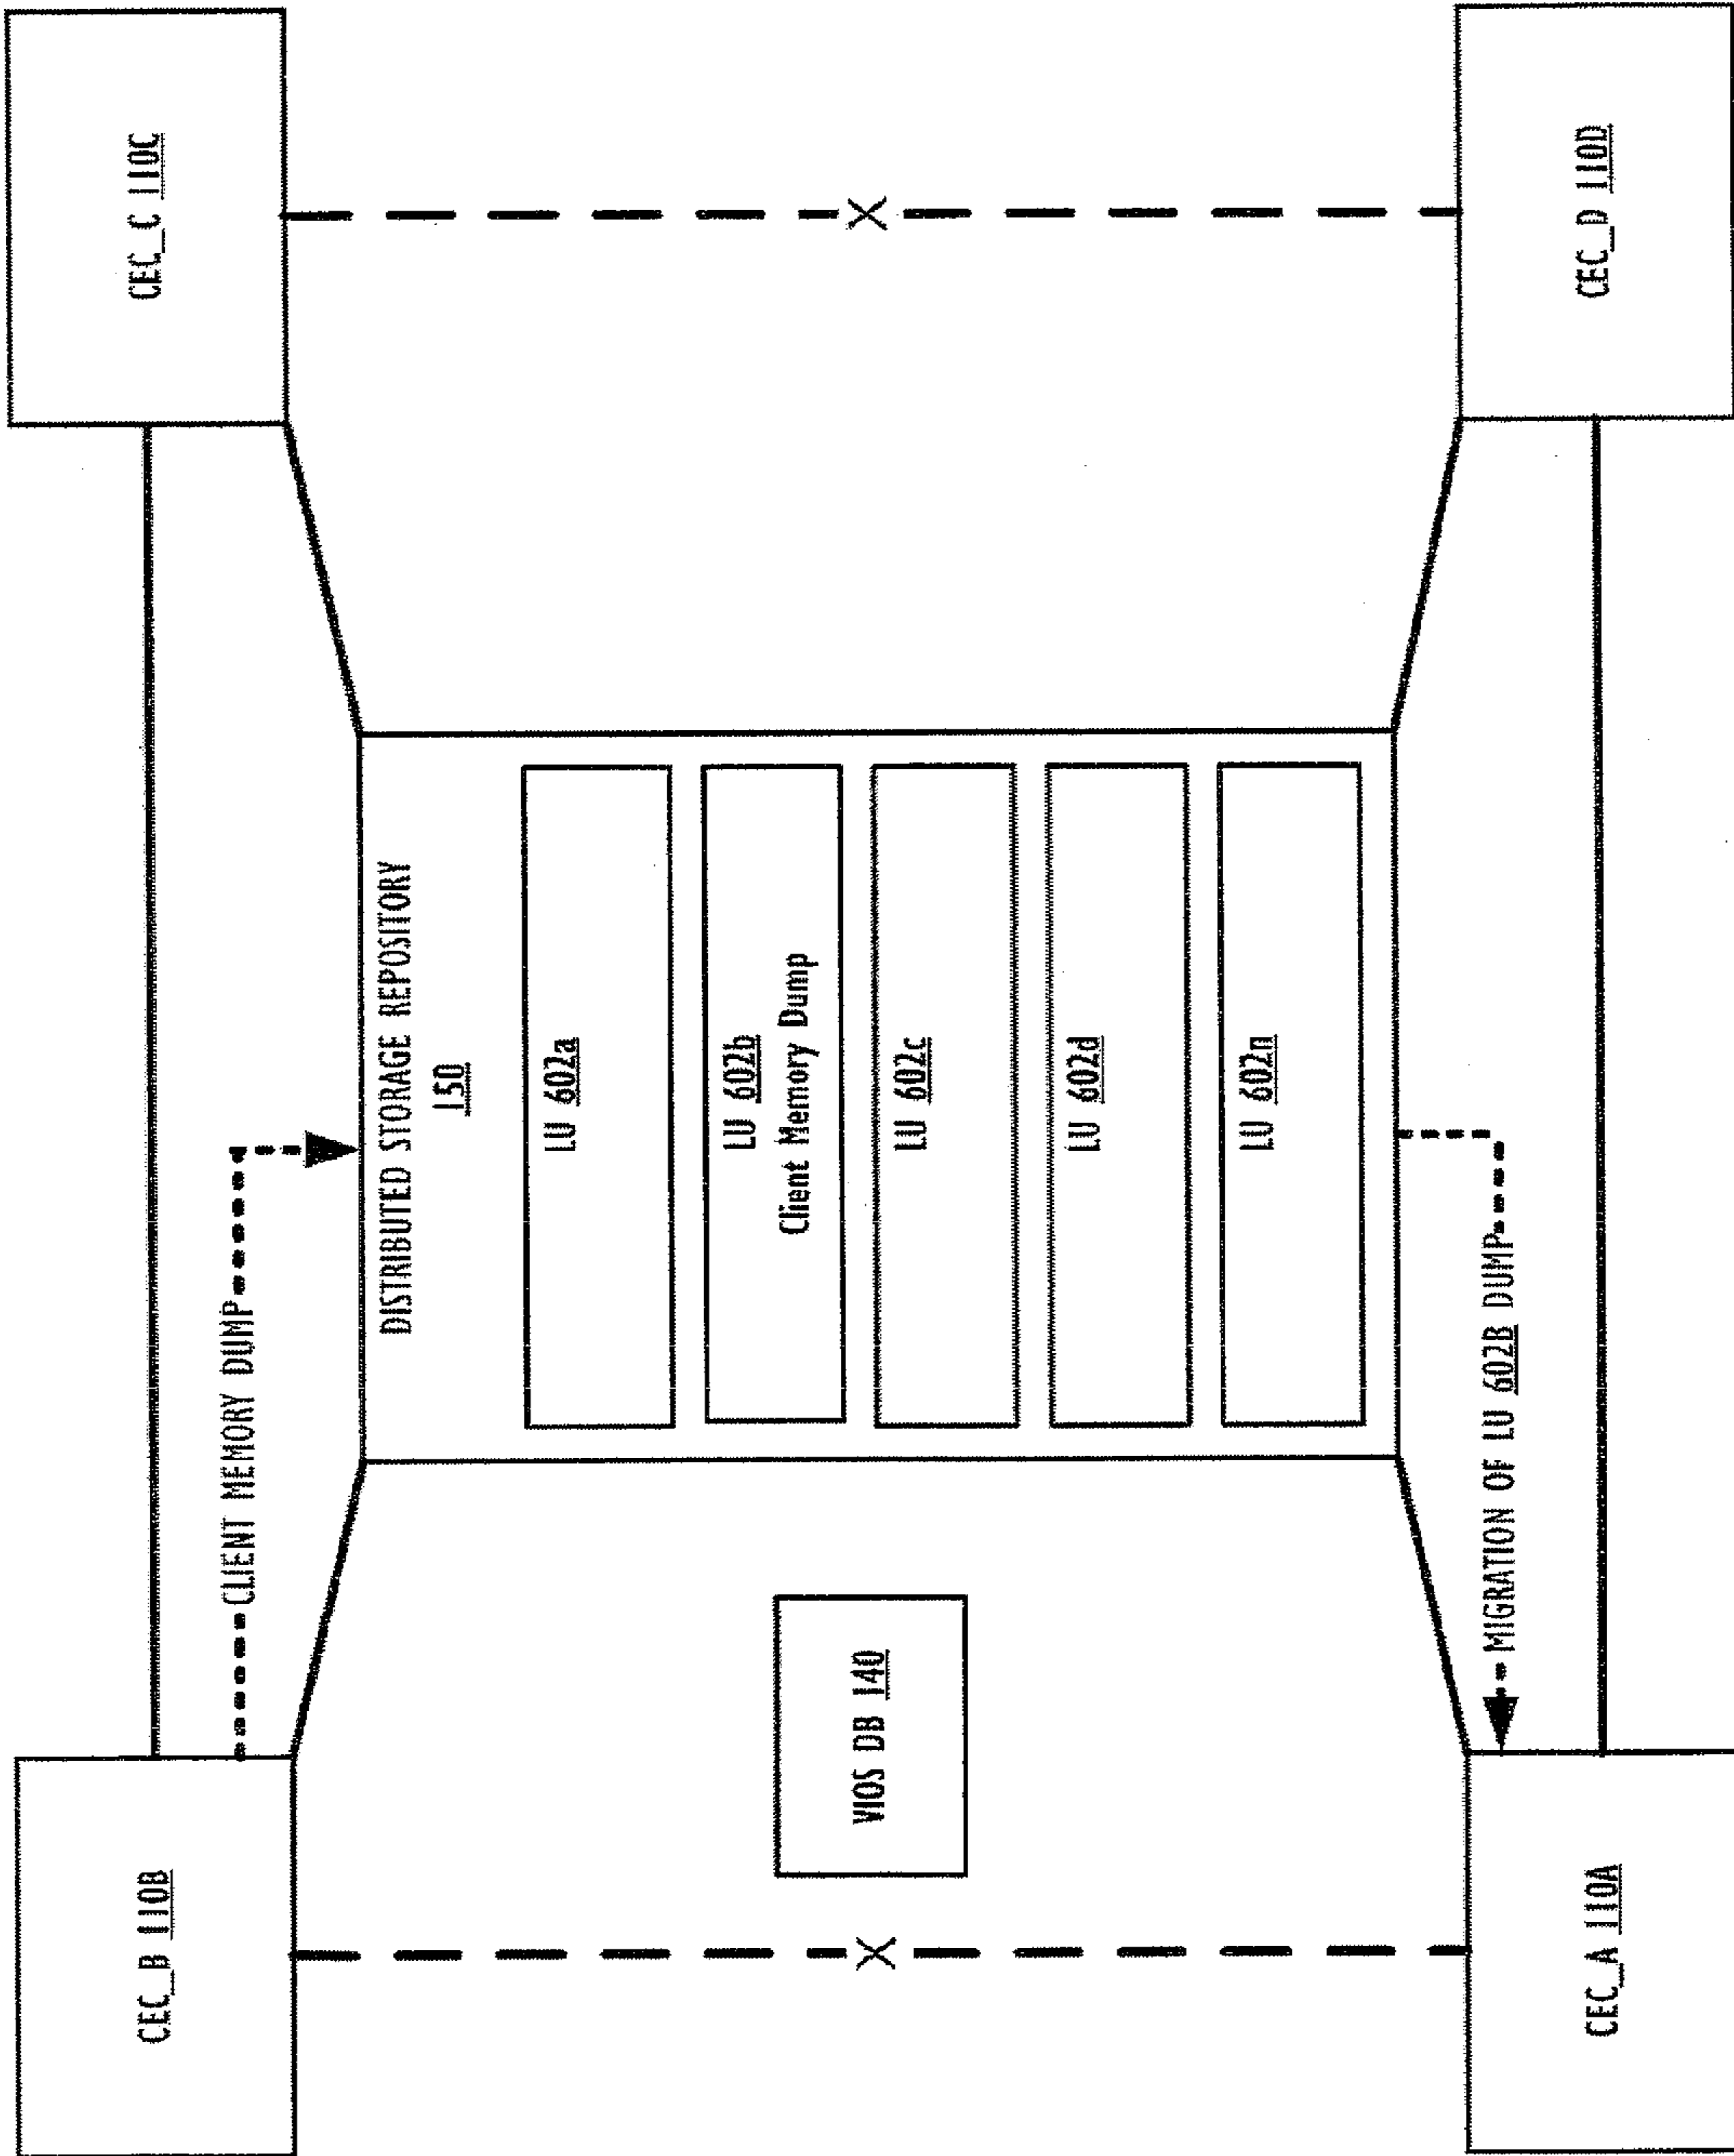 CEC_B 110B
CEC_C 110C
CLIENT MEMORY DUMP
DISTRIBUTED STORAGE REPOSITORY
150
LU 602a
LU 602b
Client Memory Dump
LU 602c
LU 602d
LU 602n
VIOS DB 140
X
X
MIGRATION OF LU 602B DUMP
CEC_A 110A
CEC_D 110D